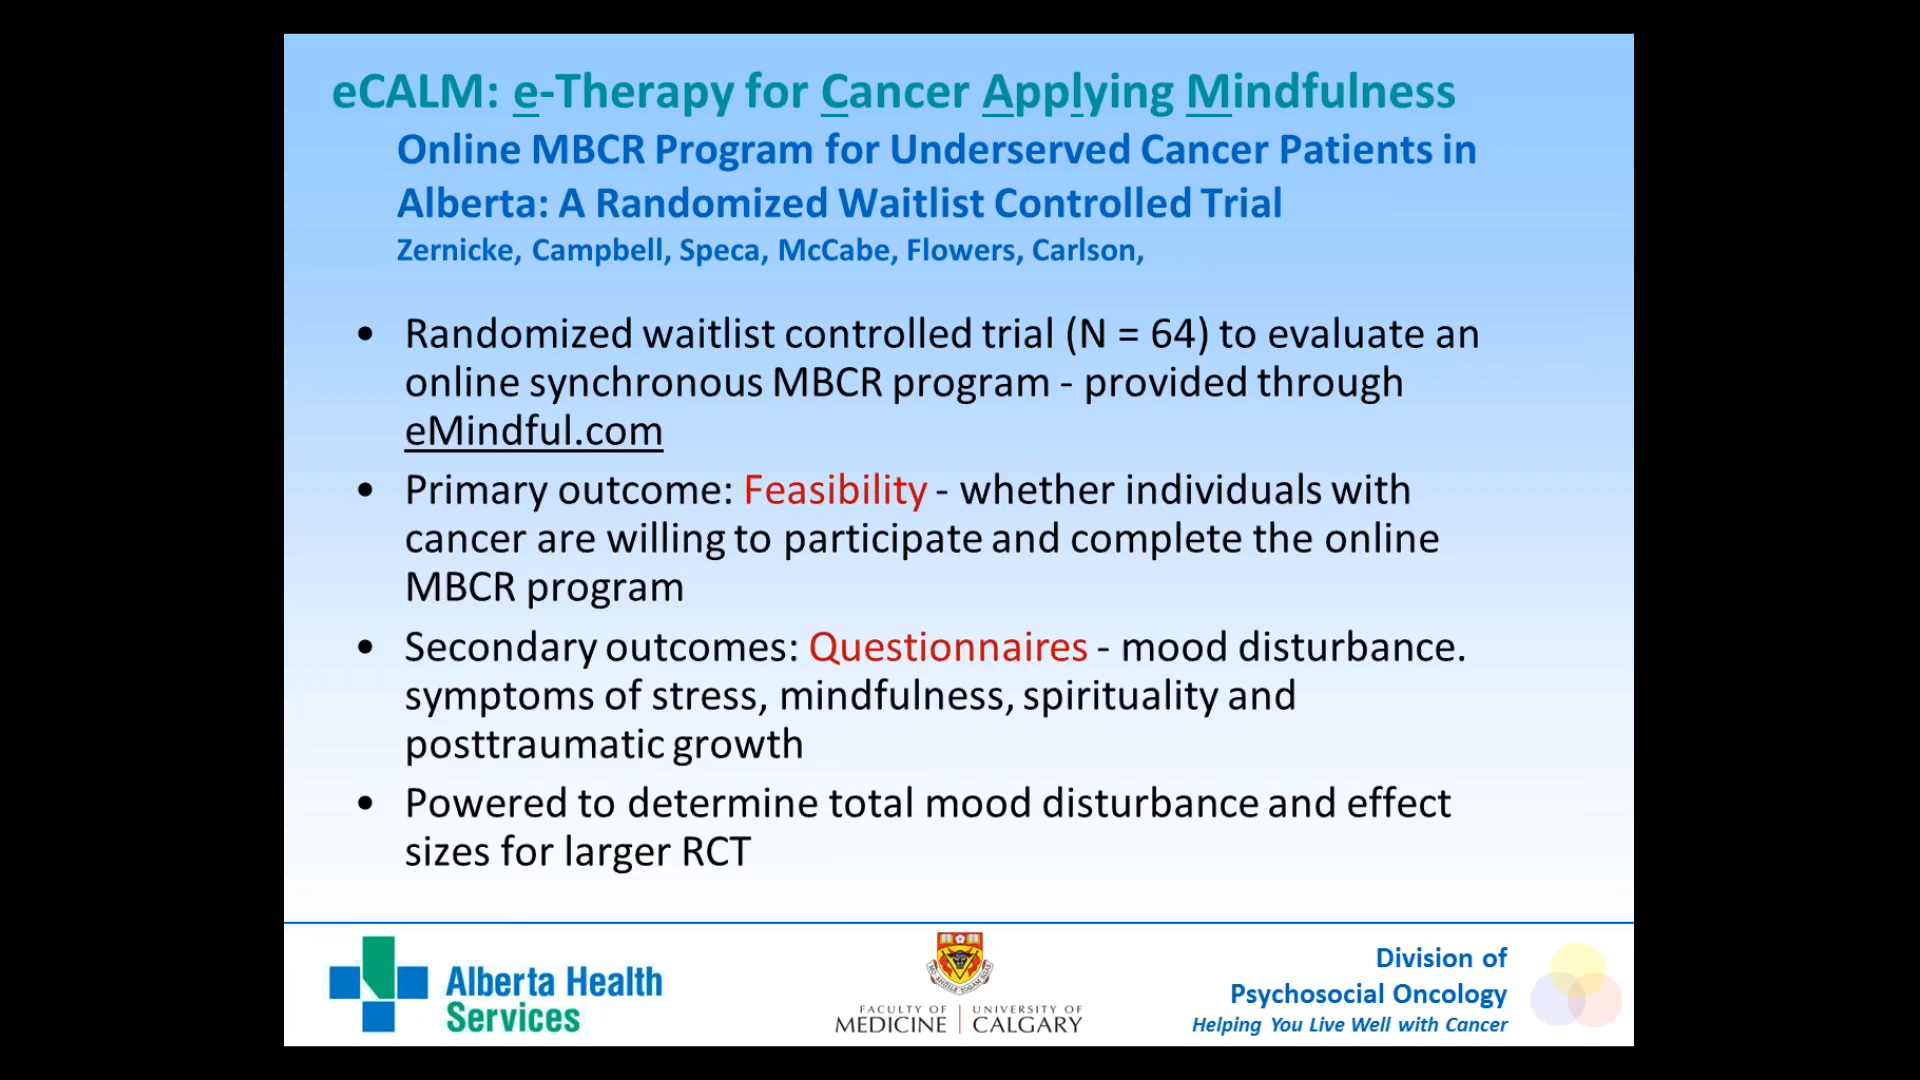 eCALM: e-Therapy for Cancer Applying Mindfulness
Online MBCR Program for Underserved Cancer Patients in
Alberta: A Randomized Waitlist Controlled Trial
Zernicke, Campbell, Speca, McCabe, Flowers, Carlson,
• Randomized waitlist controlled trial (N = 64) to evaluate an
online synchronous MBCR program - provided through
eMindful.com
• Primary outcome: Feasibility - whether individuals with
cancer are willing to participate and complete the online
MBCR program
• Secondary outcomes: Questionnaires - mood disturbance.
symptoms of stress, mindfulness, spirituality and
posttraumatic growth
• Powered to determine total mood disturbance and effect
sizes for larger RCT
Alberta Health
Services
FACULTY OF MEDICINE | UNIVERSITY OF CALGARY
Division of
Psychosocial Oncology
Helping You Live Well with Cancer